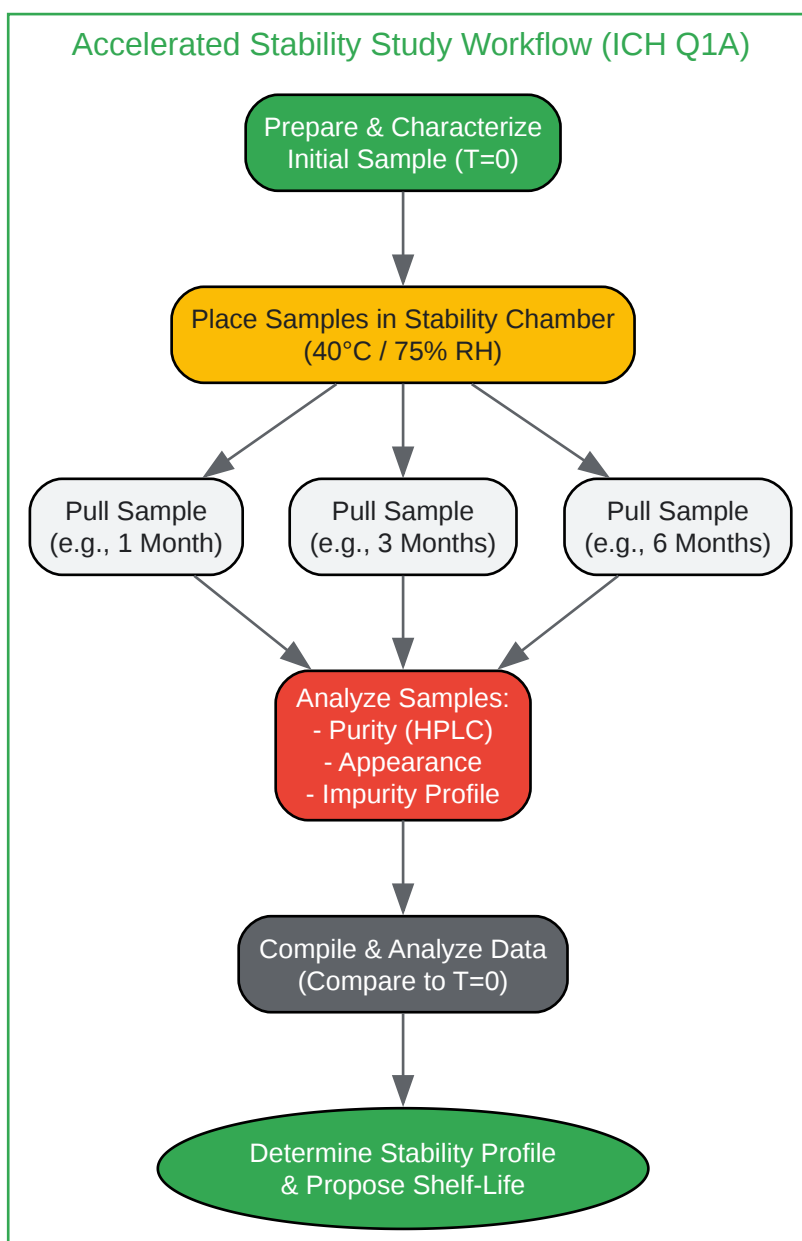 Accelerated Stability Study Workflow (ICH Q1A)
Prepare & Characterize
Initial Sample (T=0)
Place Samples in Stability Chamber
(40°C / 75% RH)
Pull Sample
(e.g., 1 Month)
Pull Sample
(e.g., 3 Months)
Pull Sample
(e.g., 6 Months)
Analyze Samples:
- Purity (HPLC)
- Appearance
- Impurity Profile
Compile & Analyze Data
(Compare to T=0)
Determine Stability Profile
& Propose Shelf-Life